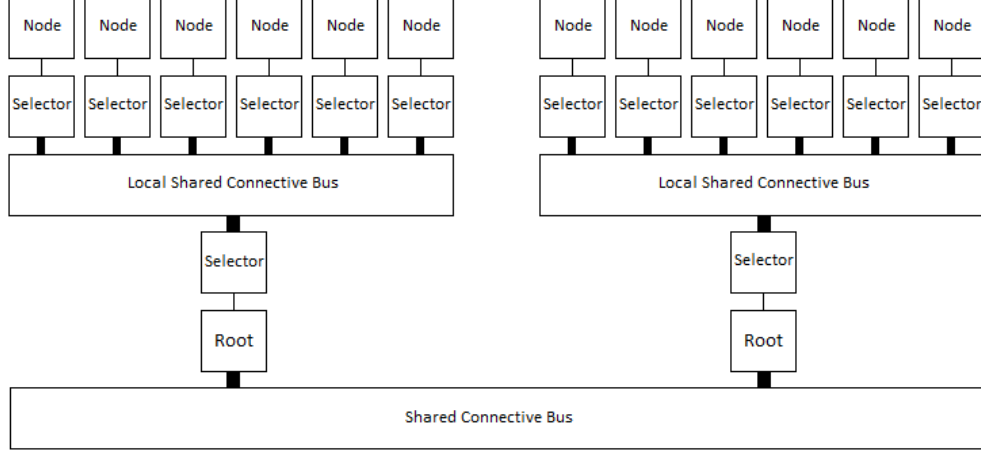 Node Node Node Node Node Node Node Node Node Node Node Node
Selector Selector Selector Selector Selector Selector Selector Selector Selector Selector Selector Selector
Local Shared Connective Bus Local Shared Connective Bus
Selector Selector
Root Root
Shared Connective Bus